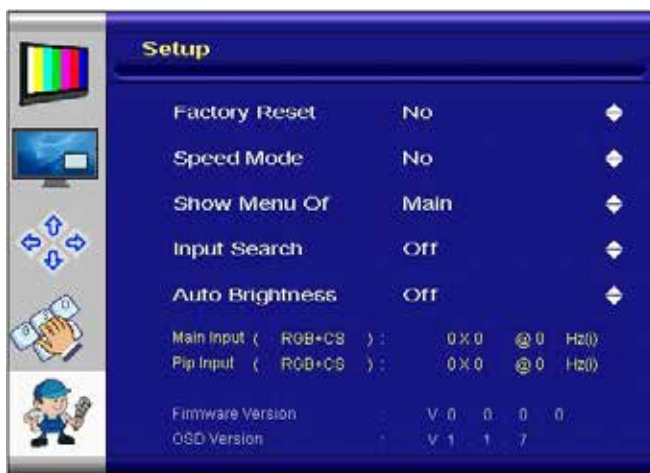 Setup
Factory Reset No
Speed Mode No
Show Menu Of Main
Input Search Off
Auto Brightness Off
Main Input ( RGB+CS ) : 0 X 0 @ 0 Hz(i)
Pip Input ( RGB+CS ) : 0 X 0 @ 0 Hz(i)
Firmware Version : V 0 0 0 0
OSD Version : V 1 1 7